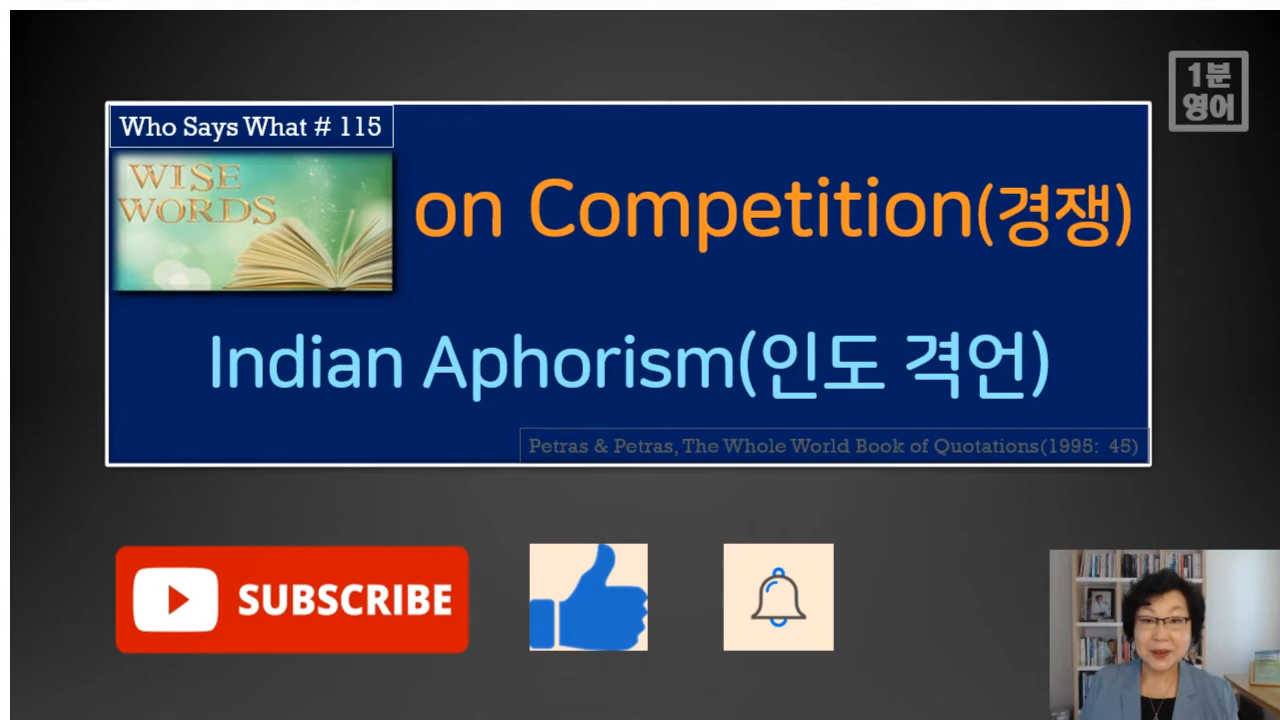 1분
영어
Who Says What # 115
WISE
WORDS
on Competition(경쟁)
Indian Aphorism(인도 격언)
Petras & Petras, The Whole World Book of Quotations(1995: 45)
SUBSCRIBE